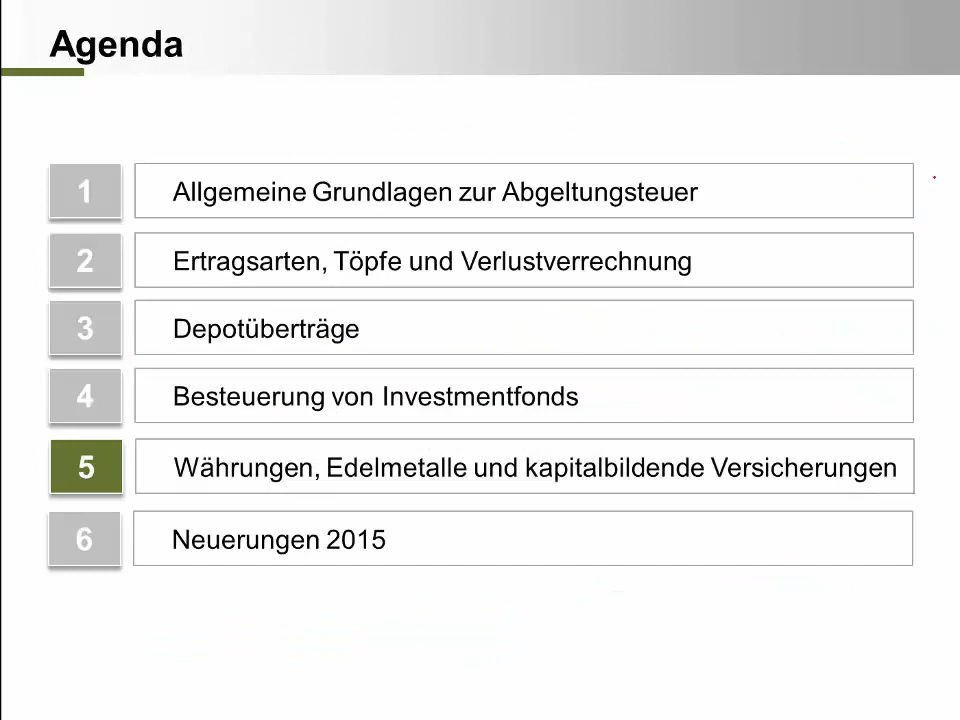 Agenda
1 Allgemeine Grundlagen zur Abgeltungsteuer
2 Ertragsarten, Töpfe und Verlustverrechnung
3 Depotüberträge
4 Besteuerung von Investmentfonds
5 Währungen, Edelmetalle und kapitalbildende Versicherungen
6 Neuerungen 2015